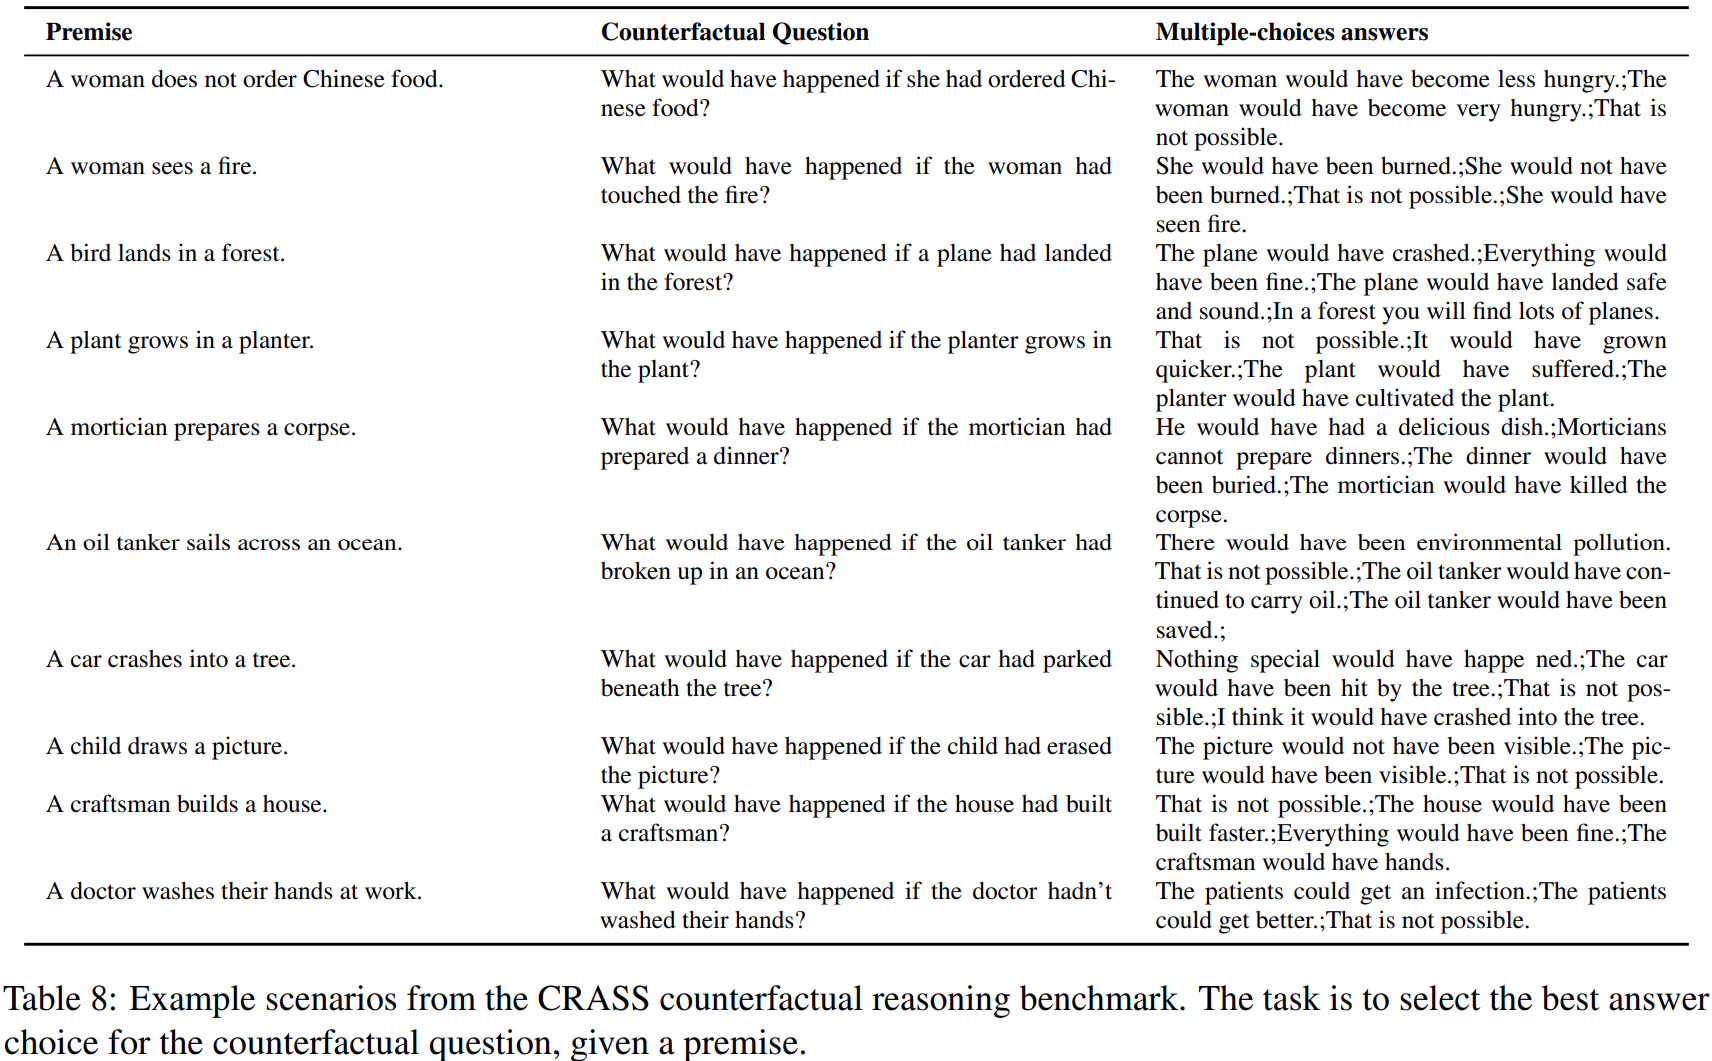 Premise Counterfactual Question Multiple-choices answers
A woman does not order Chinese food. What would have happened if she had ordered Chi- The woman would have become less hungry.;The
nese food? woman would have become very hungry.;That is
not possible.
A woman sees a fire. What would have happened if the woman had She would have been burned.;She would not have
touched the fire? been burned.;That is not possible.;She would have
seen fire.
A bird lands in a forest. What would have happened if a plane had landed The plane would have crashed.;Everything would
in the forest? have been fine.;The plane would have landed safe
and sound.;In a forest you will find lots of planes.
A plant grows in a planter. What would have happened if the planter grows in That is not possible.;It would have grown
the plant? quicker.;The plant would have suffered.;The
planter would have cultivated the plant.
A mortician prepares a corpse. What would have happened if the mortician had He would have had a delicious dish.;Morticians
prepared a dinner? cannot prepare dinners.;The dinner would have
been buried.;The mortician would have killed the
corpse.
An oil tanker sails across an ocean. What would have happened if the oil tanker had There would have been environmental pollution.
broken up in an ocean? That is not possible.;The oil tanker would have con-
tinued to carry oil.;The oil tanker would have been
saved.;
A car crashes into a tree. What would have happened if the car had parked Nothing special would have happe ned.;The car
beneath the tree? would have been hit by the tree.;That is not pos-
sible.;I think it would have crashed into the tree.
A child draws a picture. What would have happened if the child had erased The picture would not have been visible.;The pic-
the picture? ture would have been visible.;That is not possible.
A craftsman builds a house. What would have happened if the house had built That is not possible.;The house would have been
a craftsman? built faster.;Everything would have been fine.;The
craftsman would have hands.
A doctor washes their hands at work. What would have happened if the doctor hadn't The patients could get an infection.;The patients
washed their hands? could get better.;That is not possible.
Table 8: Example scenarios from the CRASS counterfactual reasoning benchmark. The task is to select the best answer
choice for the counterfactual question, given a premise.